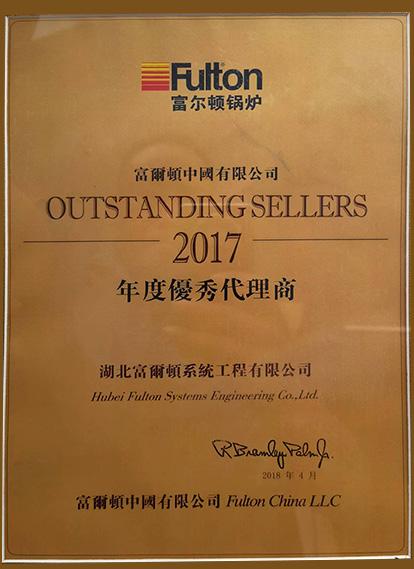 Fulton
富尔顿锅炉
富爾頓中國有限公司
OUTSTANDING SELLERS
2017
年度優秀代理商
湖北富爾頓系統工程有限公司
Hubei Fulton Systems Engineering Co.,Ltd.
2018 年 4 月
富爾頓中國有限公司 Fulton China LLC